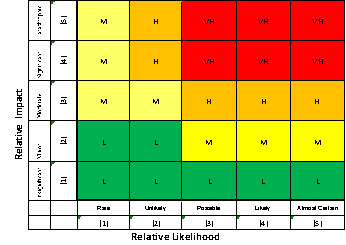 [5] M H VH VH VH
[4] M H VH VH VH
Moderate [3] M M H H H
[2] L L M M M
[1] L L L L L
Rare Unlikely Possible Likely Almost Certain
[1] [2] [3] [4] [5]
Relative Impact
Relative Likelihood